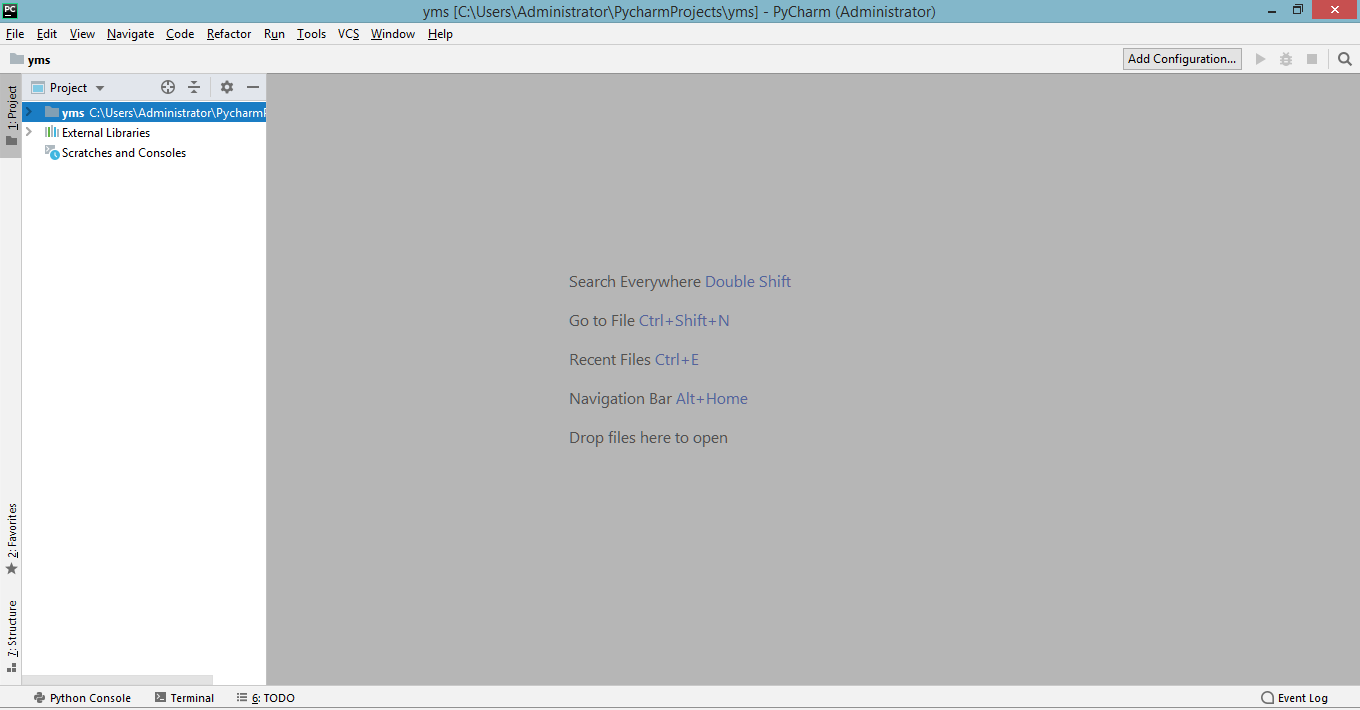 PC
yms [C:\Users\Administrator\PycharmProjects\yms] - PyCharm (Administrator)
File Edit View Navigate Code Refactor Run Tools VCS Window Help
yms
Add Configuration...
1: Project
Project
yms C:\Users\Administrator\PycharmP
External Libraries
Scratches and Consoles
Search Everywhere Double Shift
Go to File Ctrl+Shift+N
Recent Files Ctrl+E
Navigation Bar Alt+Home
Drop files here to open
2: Favorites
7: Structure
Python Console Terminal 6: TODO Event Log